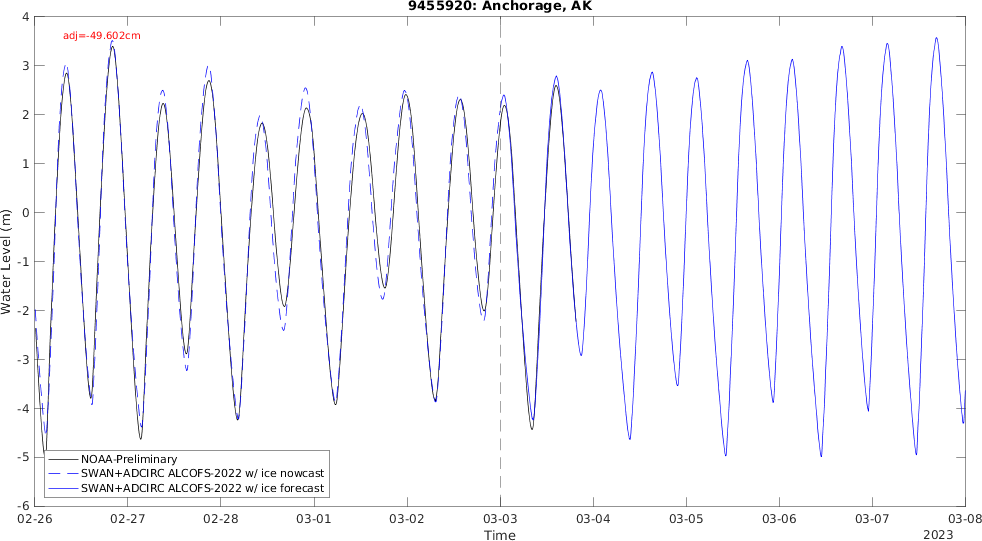 9455920: Anchorage, AK
adj=-49.602cm
4
3
2
1
0
-1
-2
-3
-4
-5
-6
Water Level (m)
NOAA-Preliminary
SWAN+ADCIRC ALCOFS-2022 w/ ice nowcast
SWAN+ADCIRC ALCOFS-2022 w/ ice forecast
02-26 02-27 02-28 03-01 03-02 03-03 03-04 03-05 03-06 03-07 03-08
Time
2023